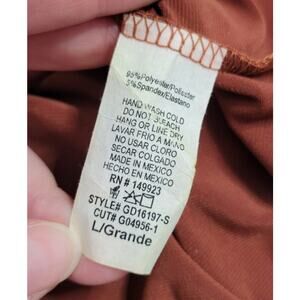 95%Polyester/Poliester
5%Spandex/Elastano
HAND WASH COLD
DO NOT BLEACH
HANG OR LINE DRY
LAVAR FRIO A MANO
NO USAR CLORO
SECAR COLGADO
MADE IN MEXICO
HECHO EN MEXICO
RN# 149923
STYLE# GD16197-S
CUT# G04956-1
L/Grande